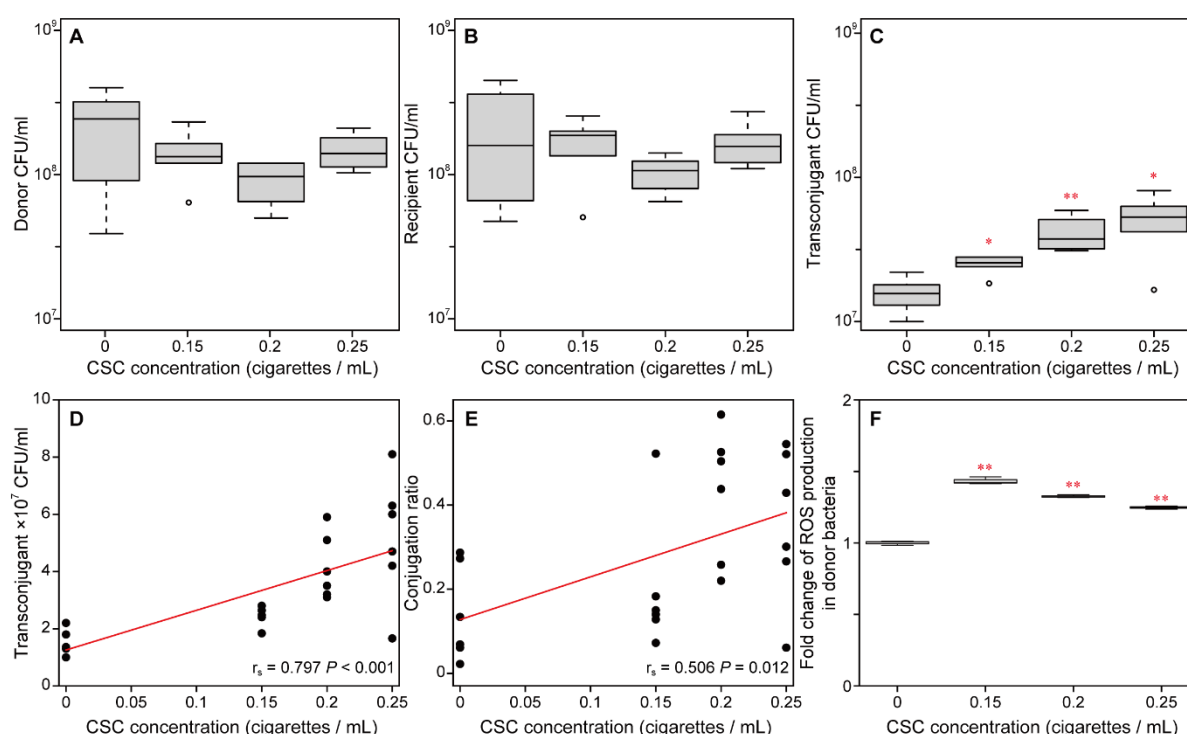 A
10⁹
10⁸
10⁷
Donor CFU/ml
0 0.15 0.2 0.25
CSC concentration (cigarettes / mL)
B
10⁹
10⁸
10⁷
Recipient CFU/ml
0 0.15 0.2 0.25
CSC concentration (cigarettes / mL)
C
10⁹
10⁸
10⁷
Transconjugant CFU/ml
*
**
*
0 0.15 0.2 0.25
CSC concentration (cigarettes / mL)
D
10
8
6
4
2
0
Transconjugant ×10⁷ CFU/ml
rₛ = 0.797 P < 0.001
0 0.05 0.1 0.15 0.20 0.25
CSC concentration (cigarettes / mL)
E
0.6
0.4
0.2
0
Conjugation ratio
rₛ = 0.506 P = 0.012
0 0.05 0.1 0.15 0.20 0.25
CSC concentration (cigarettes / mL)
F
2
1
0
Fold change of ROS production
in donor bacteria
**
**
**
0 0.15 0.2 0.25
CSC concentration (cigarettes / mL)